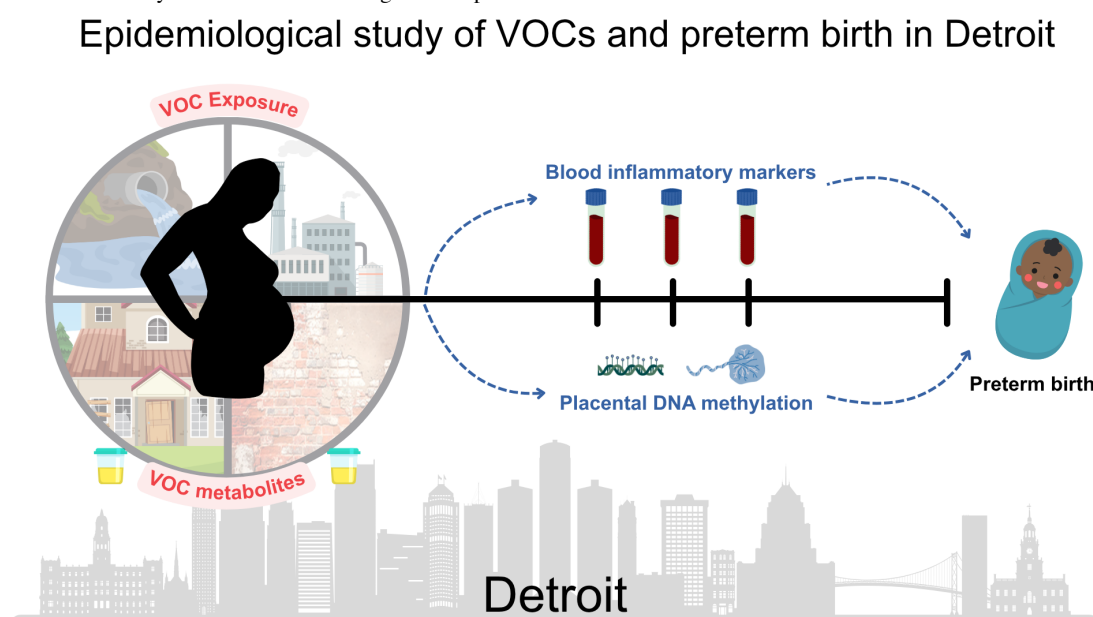 Epidemiological study of VOCs and preterm birth in Detroit
VOC Exposure
Blood inflammatory markers
Preterm birth
Placental DNA methylation
VOC metabolites
Detroit